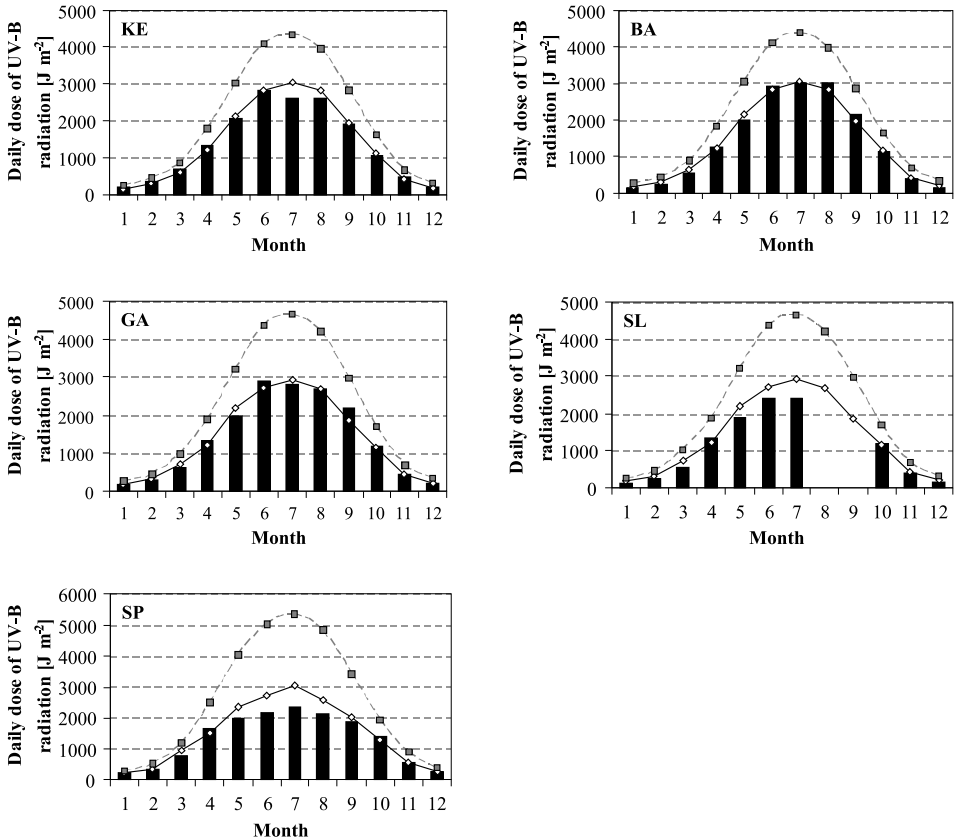 KE
Daily dose of UV-B
radiation [J m⁻²]
5000
4000
3000
2000
1000
0
1 2 3 4 5 6 7 8 9 10 11 12
Month
BA
Daily dose of UV-B
radiation [J m⁻²]
5000
4000
3000
2000
1000
0
1 2 3 4 5 6 7 8 9 10 11 12
Month
GA
Daily dose of UV-B
radiation [J m⁻²]
5000
4000
3000
2000
1000
0
1 2 3 4 5 6 7 8 9 10 11 12
Month
SL
Daily dose of UV-B
radiation [J m⁻²]
5000
4000
3000
2000
1000
0
1 2 3 4 5 6 7 8 9 10 11 12
Month
SP
Daily dose of UV-B
radiation [J m⁻²]
6000
5000
4000
3000
2000
1000
0
1 2 3 4 5 6 7 8 9 10 11 12
Month